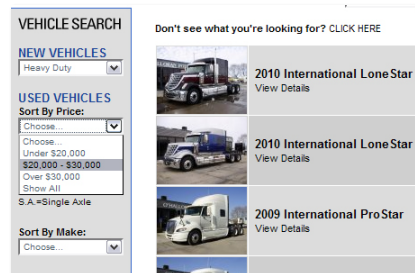 VEHICLE SEARCH
NEW VEHICLES
Heavy Duty
USED VEHICLES
Sort By Price:
Choose...
Choose...
Under $20,000
$20,000 - $30,000
Over $30,000
Show All
S.A.=Single Axle
Sort By Make:
Choose...
Don't see what you're looking for? CLICK HERE
2010 International LoneStar
View Details
2010 International LoneStar
View Details
2009 International ProStar
View Details